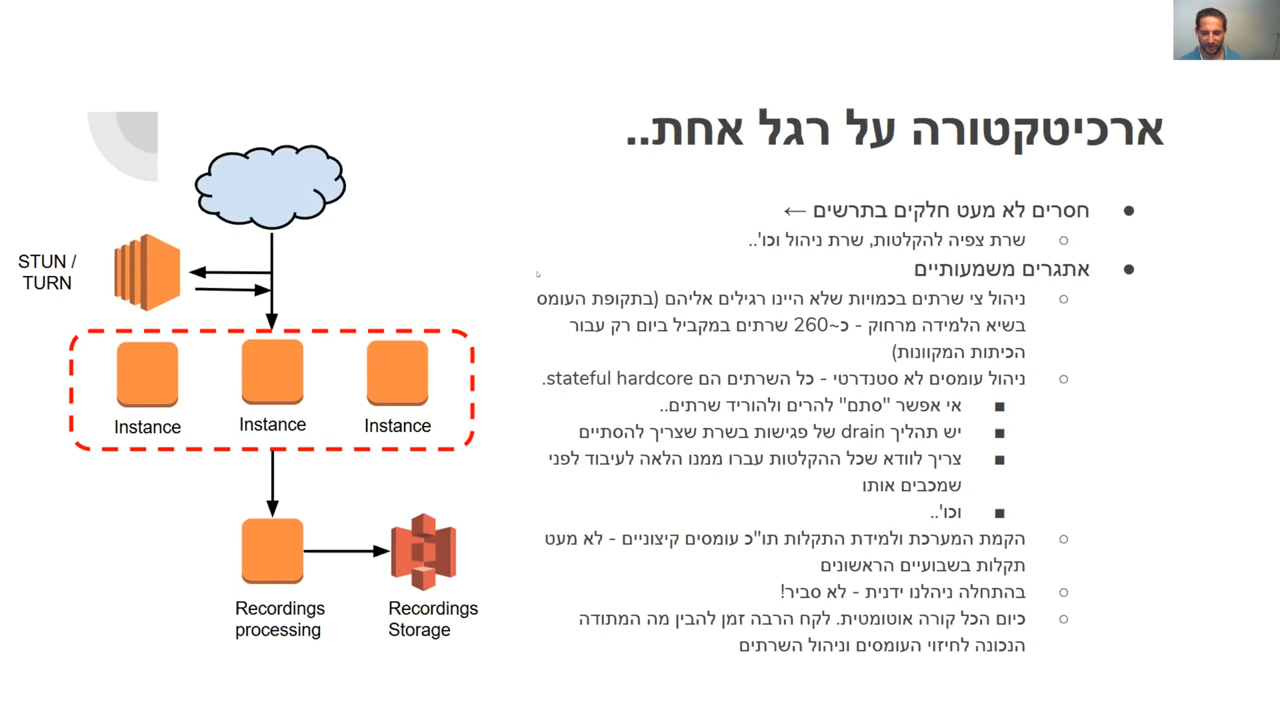 ארכיטקטורה על רגל אחת..
● חסרים לא מעט חלקים בתרשים ←
○ שרת צפיה להקלטות, שרת ניהול וכו'..
● אתגרים משמעותיים
○ ניהול צי שרתים בכמויות שלא היינו רגילים אליהם (בתקופת העומס
בשיא הלמידה מרחוק - כ~260 שרתים במקביל ביום רק עבור
הכיתות המקוונות)
○ ניהול עומסים לא סטנדרטי - כל השרתים הם stateful hardcore.
■ אי אפשר "סתם" להרים ולהוריד שרתים..
■ יש תהליך drain של פגישות בשרת שצריך להסתיים
■ צריך לוודא שכל ההקלטות עברו ממנו הלאה לעיבוד לפני
שמכבים אותו
■ וכו'..
○ הקמת המערכת ולמידת התקלות תו"כ עומסים קיצוניים - לא מעט
תקלות בשבועיים הראשונים
○ בהתחלה ניהלנו ידנית - לא סביר!
○ כיום הכל קורה אוטומטית. לקח הרבה זמן להבין מה המתודה
הנכונה לחיזוי העומסים וניהול השרתים
STUN /
TURN
Instance
Instance
Instance
Recordings
processing
Recordings
Storage